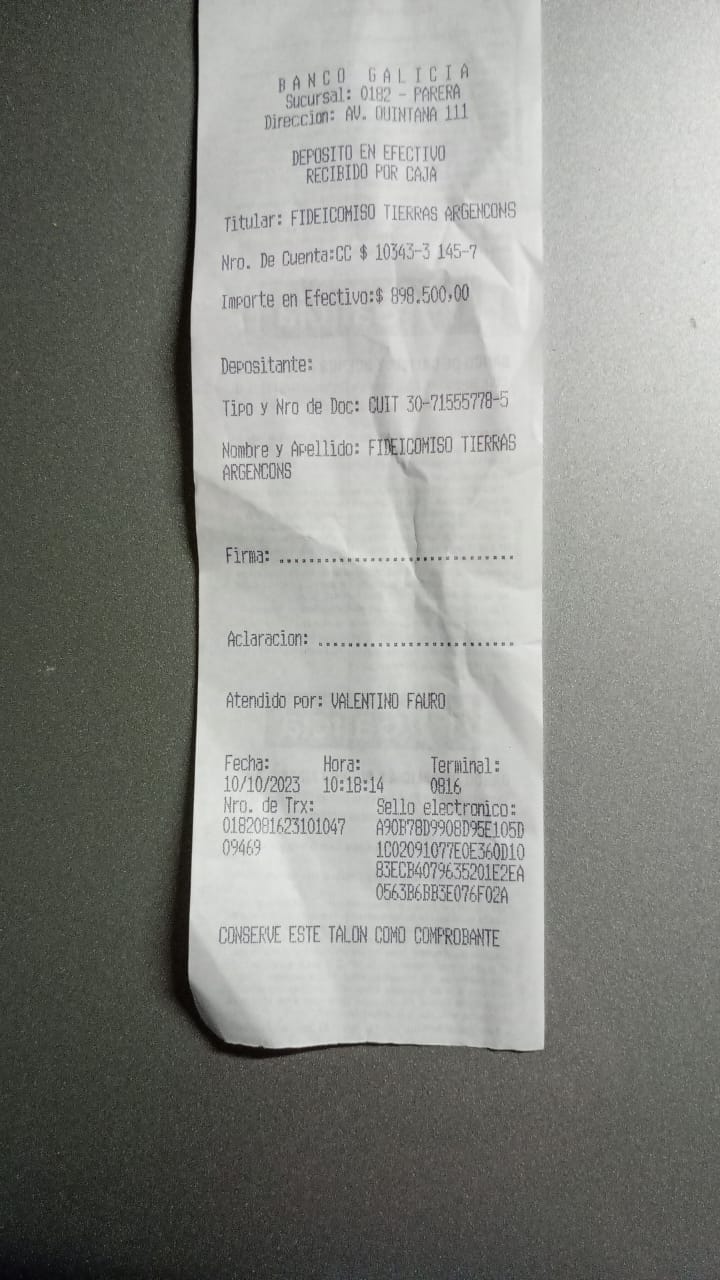 BANCO GALICIA
Sucursal: 0182 - PARERA
Direccion: AV. QUINTANA 111
DEPOSITO EN EFECTIVO
RECIBIDO POR CAJA
Titular: FIDEICOMISO TIERRAS ARGENCONS
Nro. De Cuenta:CC $ 10343-3 145-7
Importe en Efectivo:$ 898.500,00
Depositante:
Tipo y Nro de Doc: CUIT 30-71555778-5
Nombre y Apellido: FIDEICOMISO TIERRAS
ARGENCONS
Firma: ................................
Aclaracion: ...........................
Atendido por: VALENTINO FAURO
Fecha: Hora: Terminal:
10/10/2023 10:18:14 0816
Nro. de Trx: Sello electronico:
0182081623101047 A90B78D9908D95E105D
09469 1C02091077E0E360D10
83ECB4079635201E2EA
0563B6BB3E076F02A
CONSERVE ESTE TALON COMO COMPROBANTE